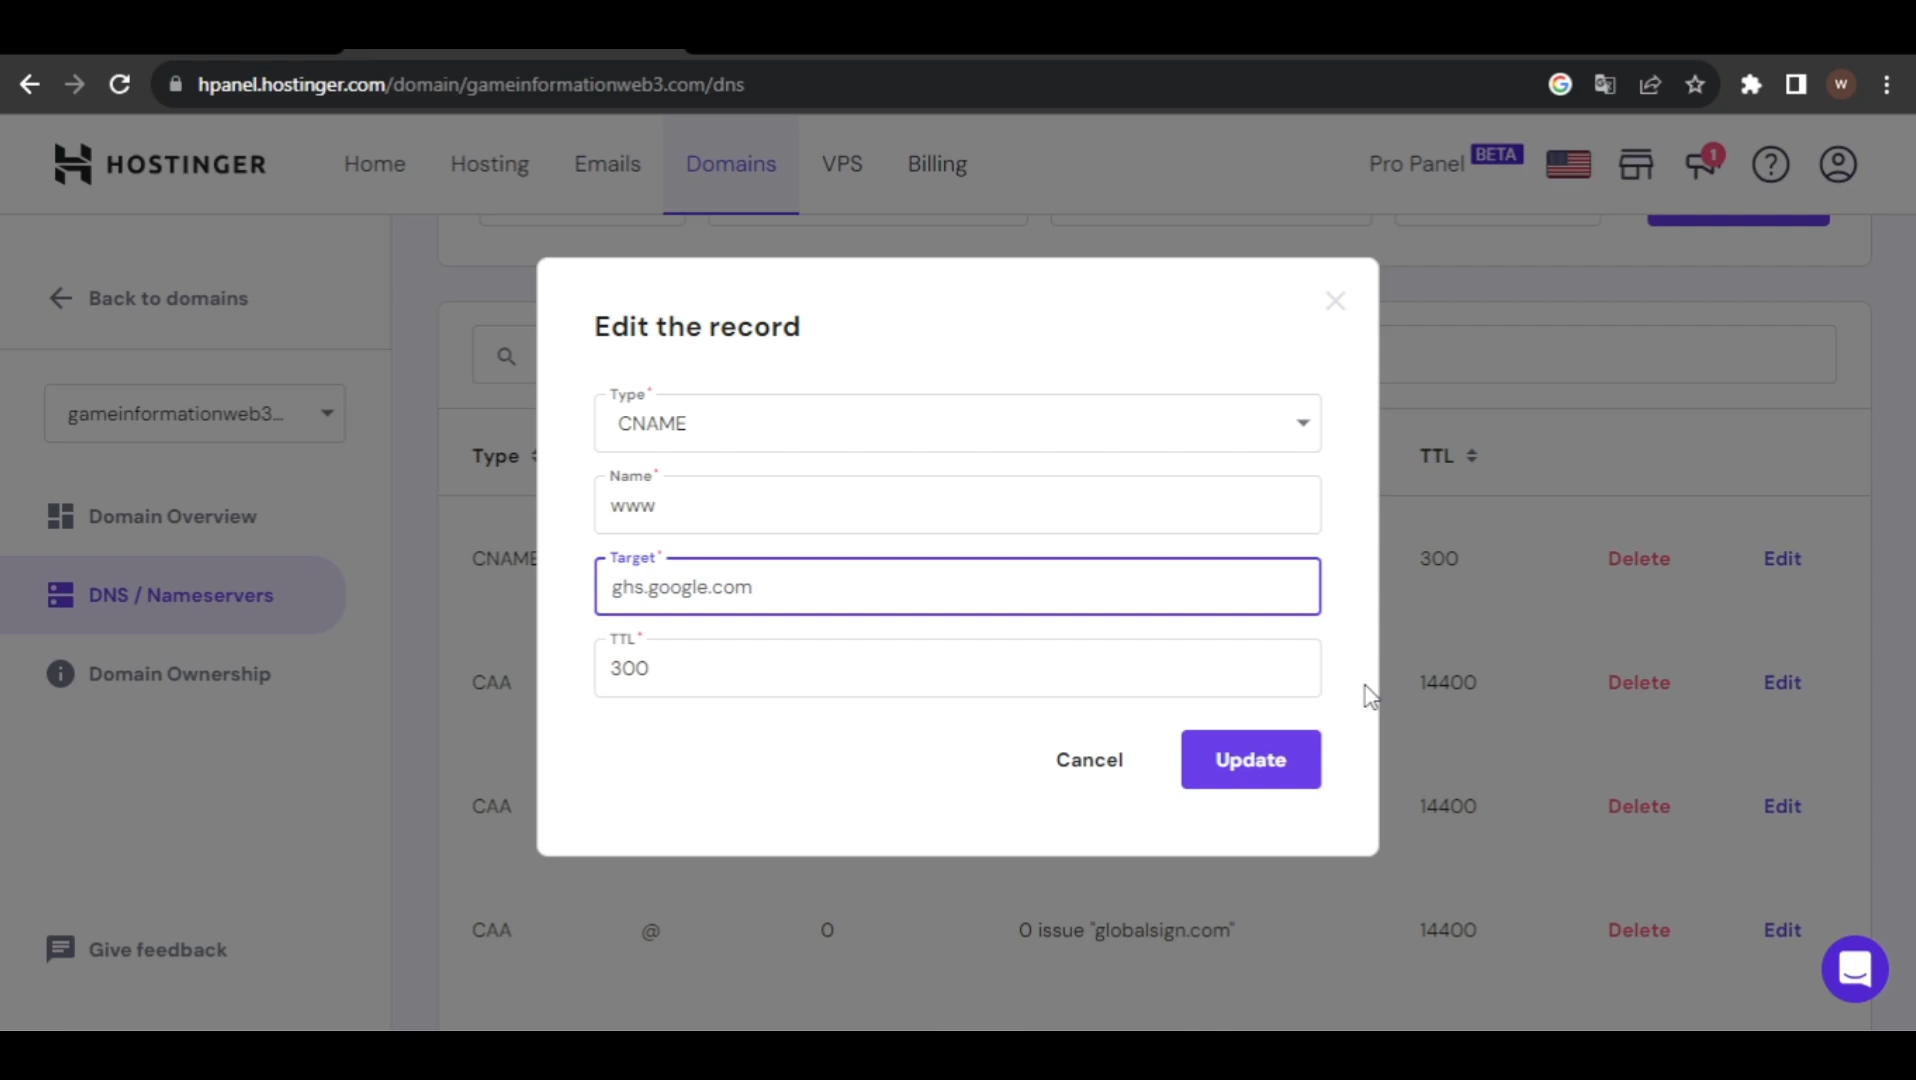 hpanel.hostinger.com/domain/gameinformationweb3.com/dns
W
HOSTINGER
Home
Hosting
Emails
Domains
VPS
Billing
Pro Panel BETA
1
Back to domains
gameinformationweb3...
Domain Overview
DNS / Nameservers
Domain Ownership
Give feedback
Edit the record
Type*
CNAME
Name*
www
Target*
ghs.google.com
TTL*
300
Cancel
Update
Type
TTL
CNAME
300
Delete
Edit
CAA
14400
Delete
Edit
CAA
14400
Delete
Edit
CAA
@
0
0 issue "globalsign.com"
14400
Delete
Edit